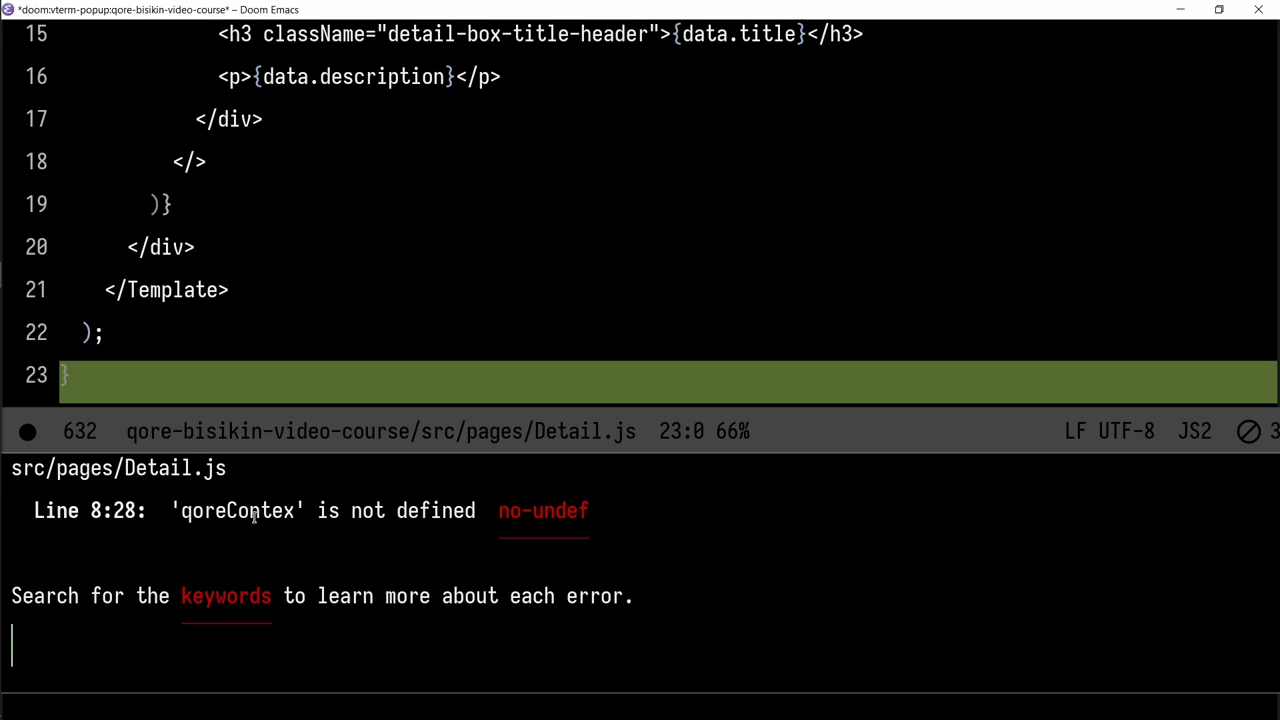 *doom:vterm-popup:qore-bisikin-video-course* – Doom Emacs
15 <h3 className="detail-box-title-header">{data.title}</h3>
16 <p>{data.description}</p>
17 </div>
18 </>
19 )}
20 </div>
21 </Template>
22 );
23 }
632 qore-bisikin-video-course/src/pages/Detail.js 23:0 66% LF UTF-8 JS2 3
src/pages/Detail.js
Line 8:28: 'qoreContex' is not defined no-undef
Search for the keywords to learn more about each error.